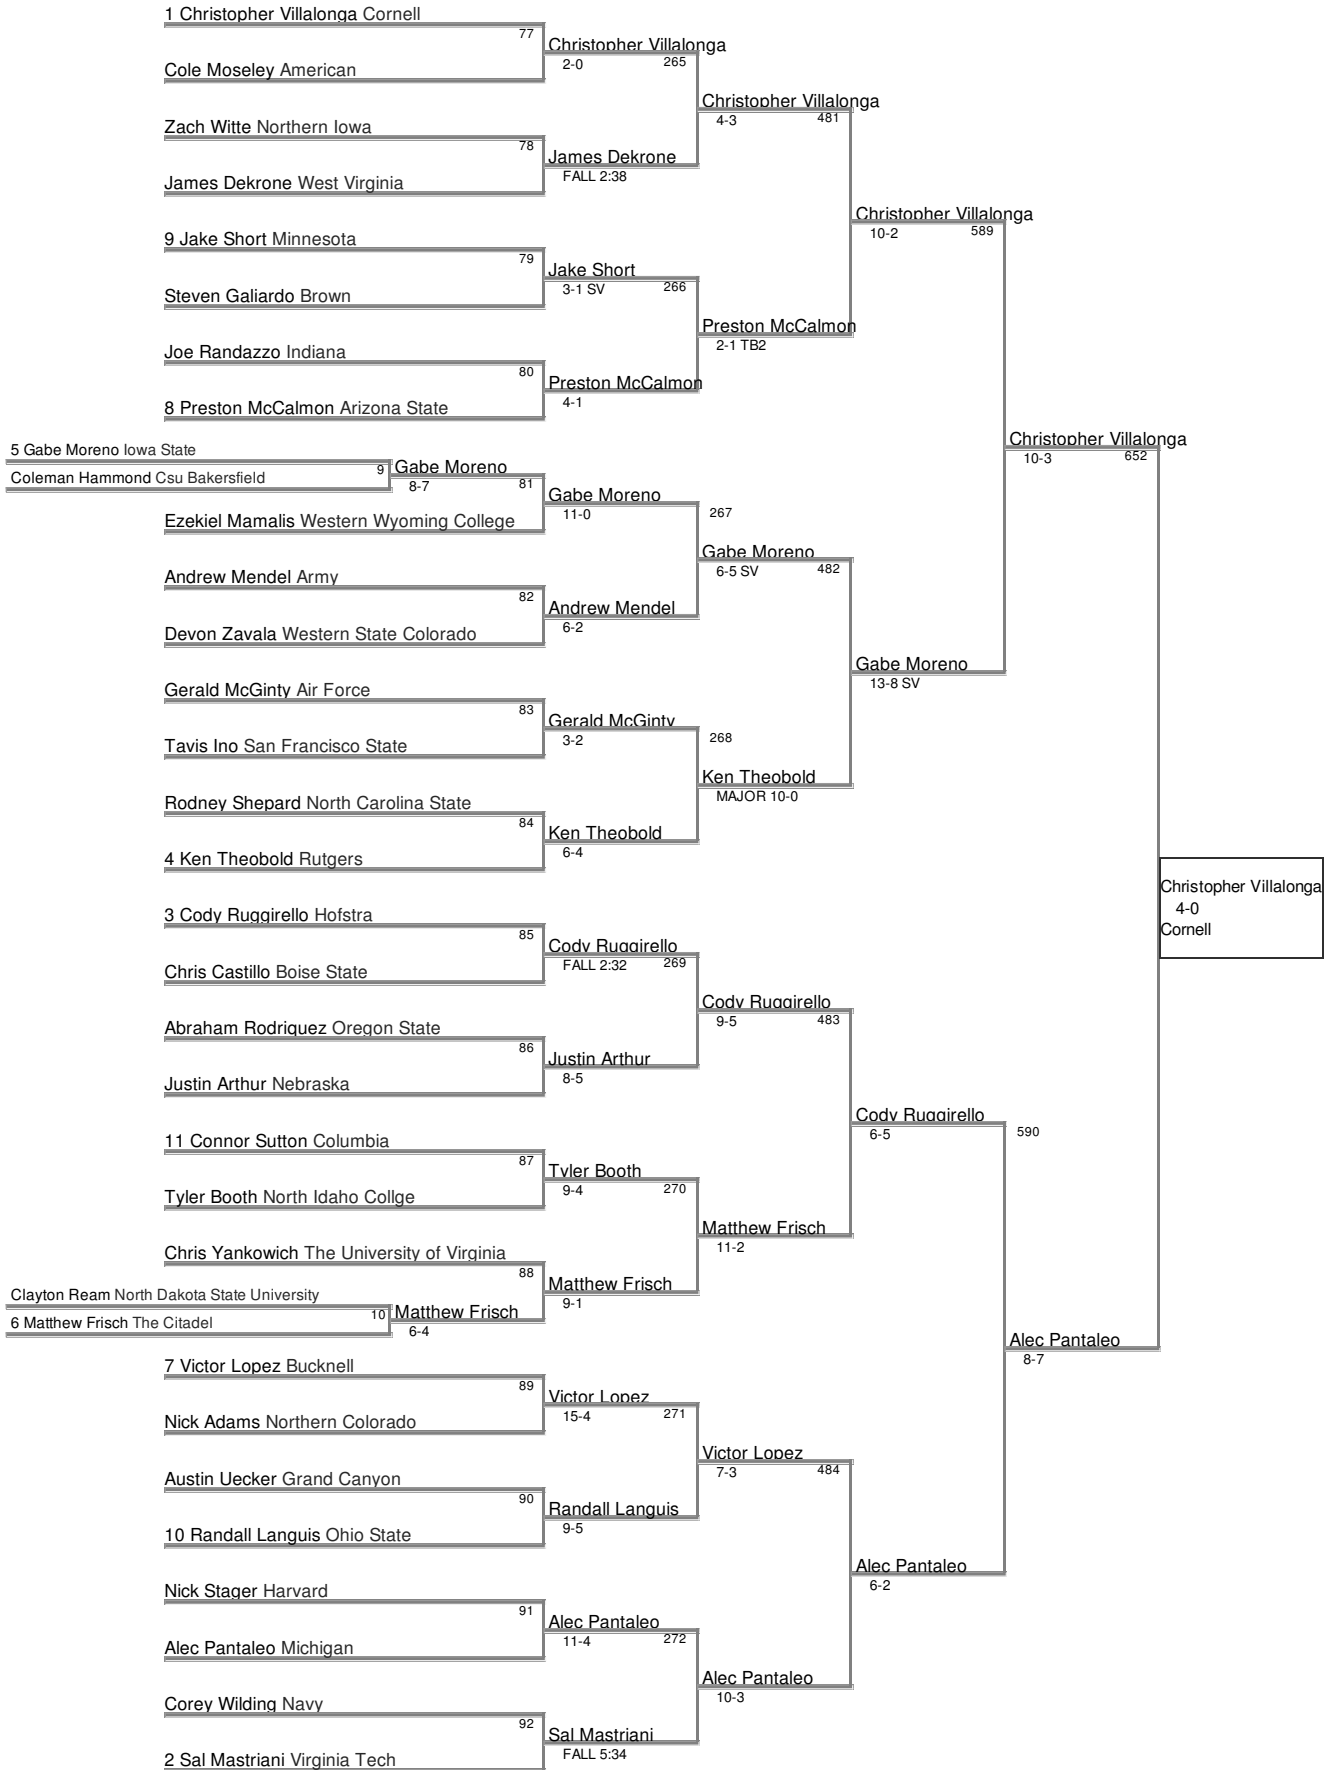 1 Christopher Villalonga Cornell
77
Christopher Villalonga
2-0
265
Cole Moseley American
Christopher Villalonga
4-3
481
Zach Witte Northern Iowa
78
James Dekrone
FALL 2:38
James Dekrone West Virginia
Christopher Villalonga
10-2
589
9 Jake Short Minnesota
79
Jake Short
3-1 SV
266
Steven Galiardo Brown
Preston McCalmon
2-1 TB2
Joe Randazzo Indiana
80
Preston McCalmon
4-1
8 Preston McCalmon Arizona State
Christopher Villalonga
10-3
652
5 Gabe Moreno Iowa State
9
Gabe Moreno
8-7
81
Coleman Hammond Csu Bakersfield
Gabe Moreno
11-0
267
Ezekiel Mamalis Western Wyoming College
Gabe Moreno
6-5 SV
482
Andrew Mendel Army
82
Andrew Mendel
6-2
Devon Zavala Western State Colorado
Gabe Moreno
13-8 SV
Gerald McGinty Air Force
83
Gerald McGinty
3-2
268
Tavis Ino San Francisco State
Ken Theobold
MAJOR 10-0
Rodney Shepard North Carolina State
84
Ken Theobold
6-4
4 Ken Theobold Rutgers
Christopher Villalonga
4-0
Cornell
3 Cody Ruggirello Hofstra
85
Cody Ruggirello
FALL 2:32
269
Chris Castillo Boise State
Cody Ruggirello
9-5
483
Abraham Rodriquez Oregon State
86
Justin Arthur
8-5
Justin Arthur Nebraska
Cody Ruggirello
6-5
590
11 Connor Sutton Columbia
87
Tyler Booth
9-4
270
Tyler Booth North Idaho Collge
Matthew Frisch
11-2
Chris Yankowich The University of Virginia
88
Matthew Frisch
9-1
Clayton Ream North Dakota State University
10
Matthew Frisch
6-4
6 Matthew Frisch The Citadel
Alec Pantaleo
8-7
7 Victor Lopez Bucknell
89
Victor Lopez
15-4
271
Nick Adams Northern Colorado
Victor Lopez
7-3
484
Austin Uecker Grand Canyon
90
Randall Languis
9-5
10 Randall Languis Ohio State
Alec Pantaleo
6-2
Nick Stager Harvard
91
Alec Pantaleo
11-4
272
Alec Pantaleo Michigan
Alec Pantaleo
10-3
Corey Wilding Navy
92
Sal Mastriani
FALL 5:34
2 Sal Mastriani Virginia Tech